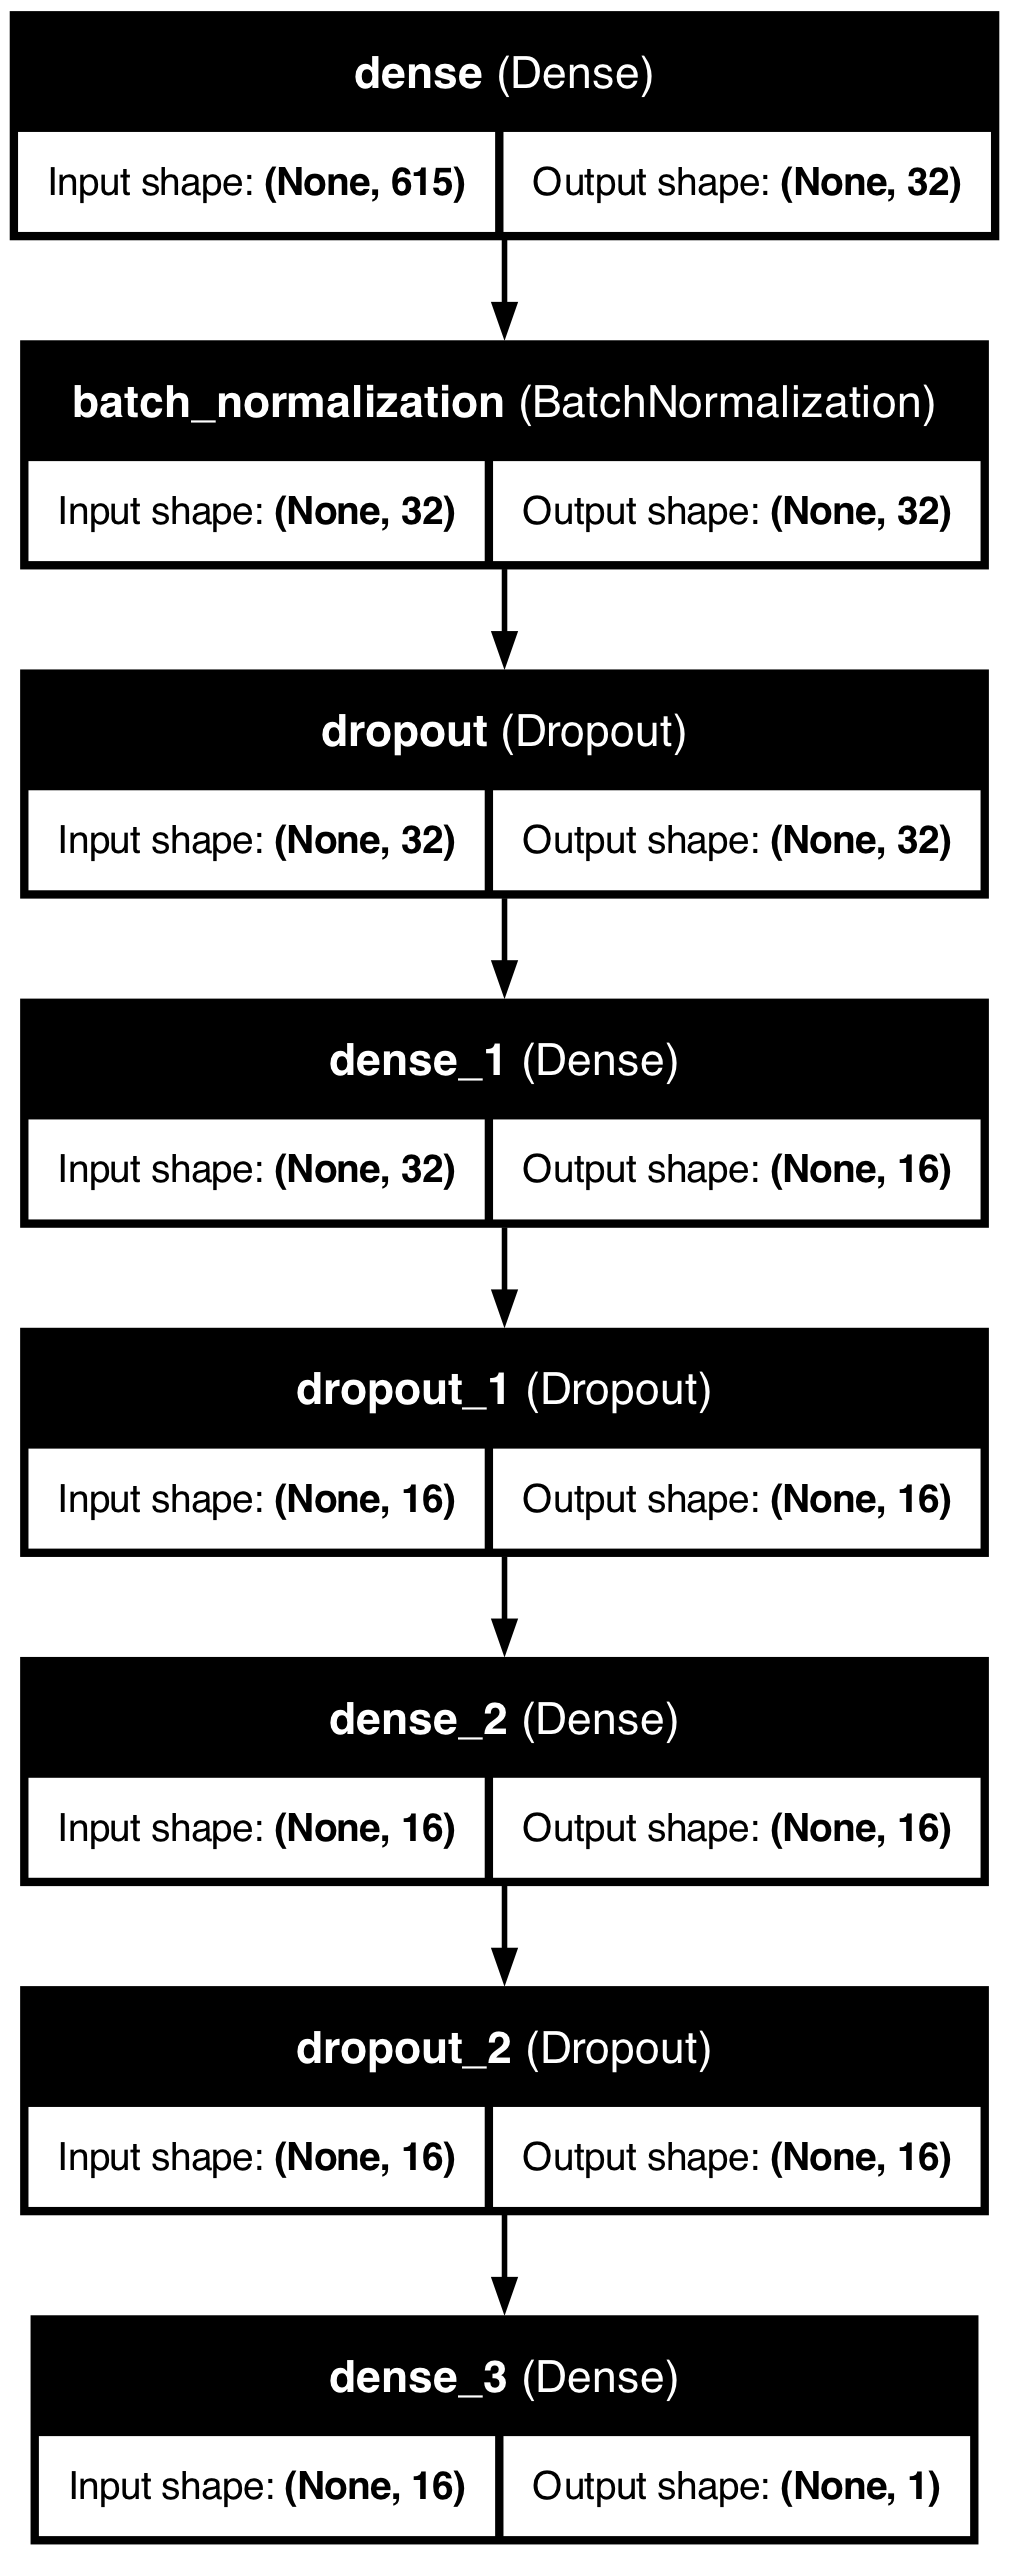 dense (Dense)
Input shape: (None, 615) Output shape: (None, 32)
batch_normalization (BatchNormalization)
Input shape: (None, 32) Output shape: (None, 32)
dropout (Dropout)
Input shape: (None, 32) Output shape: (None, 32)
dense_1 (Dense)
Input shape: (None, 32) Output shape: (None, 16)
dropout_1 (Dropout)
Input shape: (None, 16) Output shape: (None, 16)
dense_2 (Dense)
Input shape: (None, 16) Output shape: (None, 16)
dropout_2 (Dropout)
Input shape: (None, 16) Output shape: (None, 16)
dense_3 (Dense)
Input shape: (None, 16) Output shape: (None, 1)